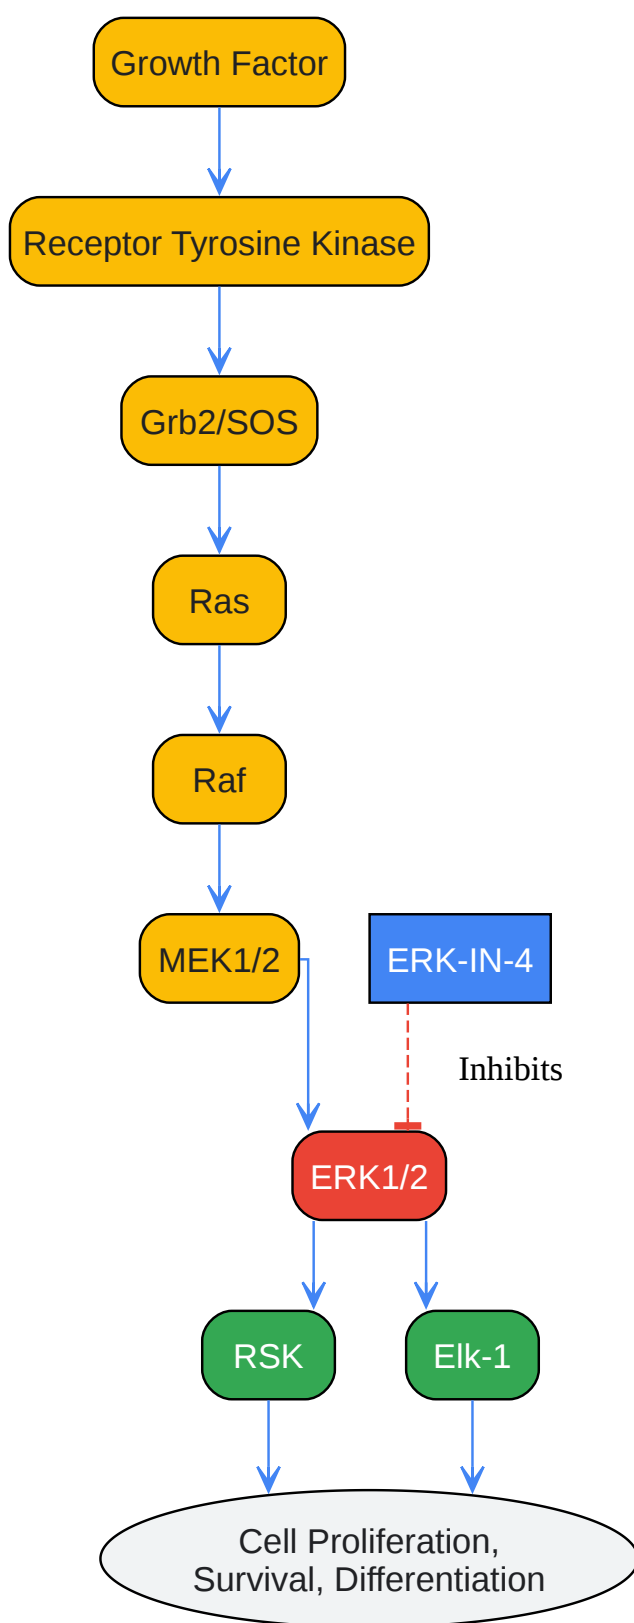 Growth Factor
Receptor Tyrosine Kinase
Grb2/SOS
Ras
Raf
MEK1/2
ERK-IN-4
Inhibits
ERK1/2
RSK
Elk-1
Cell Proliferation,
Survival, Differentiation